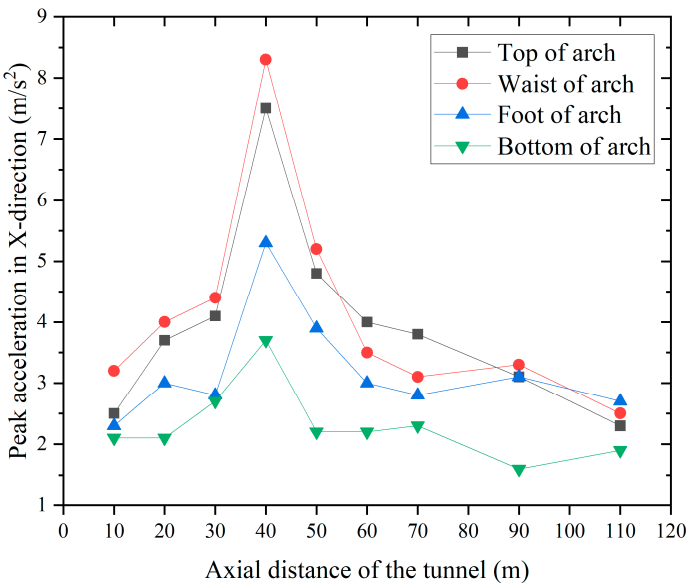 9
8
7
6
5
4
3
2
1
Peak acceleration in X-direction (m/s²)
Top of arch
Waist of arch
Foot of arch
Bottom of arch
0 10 20 30 40 50 60 70 80 90 100 110 120
Axial distance of the tunnel (m)